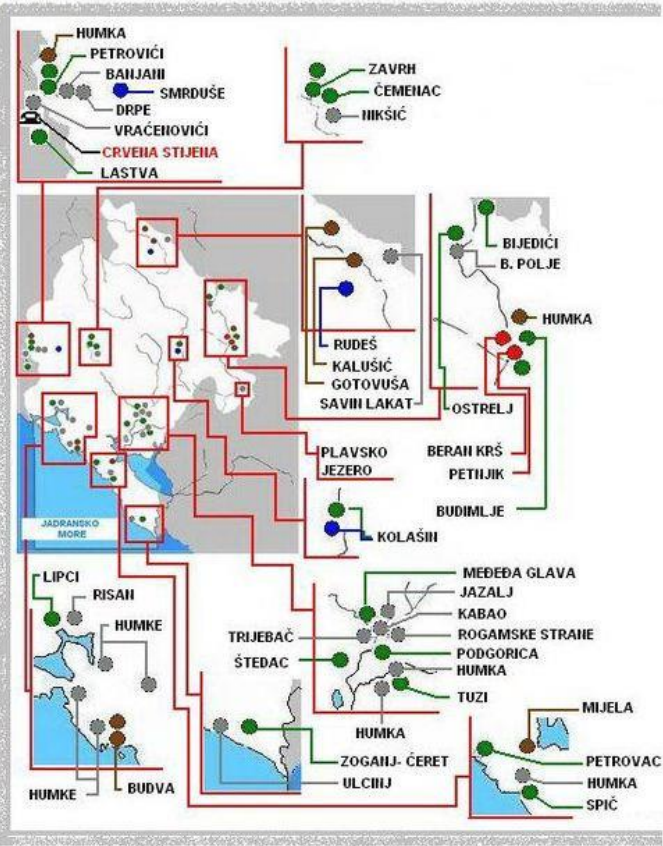 HUMKA
PETROVIĆI
BANJANI
SMRDUŠE
DRPE
VRAĆENOVIĆI
CRVENA STIJENA
LASTVA
ZAVRH
ČEMENAC
NIKŠIĆ
RUDEŠ
KALUŠIĆ
GOTOVUŠA
SAVIN LAKAT
BIJEDIĆI
B. POLJE
HUMKA
OSTRELJ
BERAN KRŠ
PETNJIK
BUDIMLJE
PLAVSKO
JEZERO
KOLAŠIN
JADRANSKO
MORE
LIPCI
RISAN
HUMKE
HUMKE
BUDVA
MEĐEĐA GLAVA
JAZALJ
KABAO
TRIJEBAČ
ROGAMSKE STRANE
ŠTEDAC
PODGORICA
HUMKA
TUZI
HUMKA
ZOGANJ- ĆERET
ULCINJ
MIJELA
PETROVAC
HUMKA
SPIČ